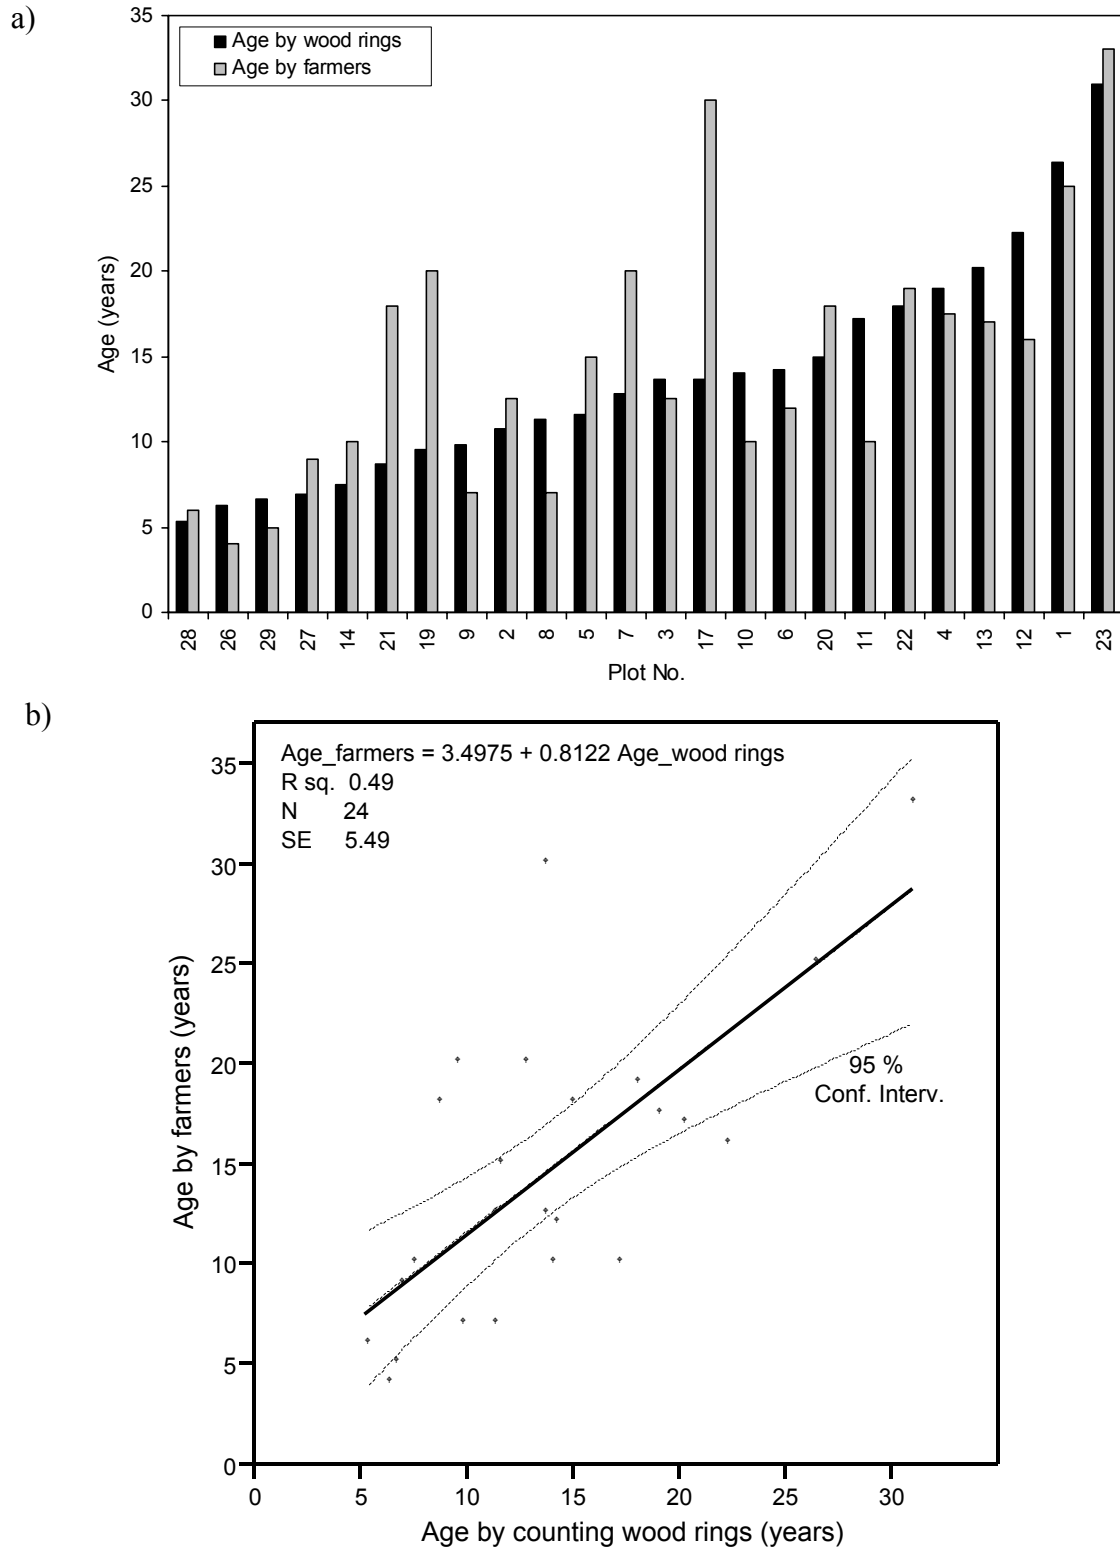 a)
35
Age by wood rings
Age by farmers
30
25
20
15
10
5
0
Age (years)
28 26 29 27 14 21 19 9 2 8 5 7 3 17 10 6 20 11 22 4 13 12 1 23
Plot No.
b)
Age_farmers = 3.4975 + 0.8122 Age_wood rings
R sq. 0.49
N 24
SE 5.49
35
30
25
20
15
10
5
0
Age by farmers (years)
95 %
Conf. Interv.
0 5 10 15 20 25 30
Age by counting wood rings (years)